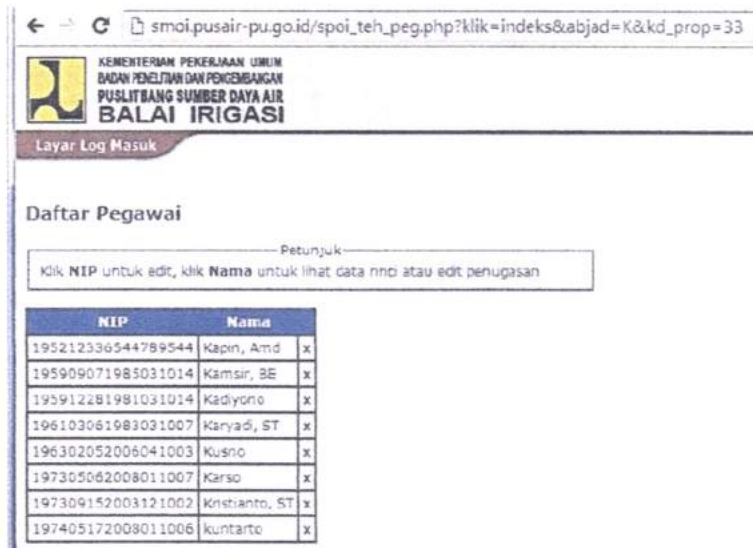 smoi.pusair-pu.go.id/spoi_teh_peg.php?klik=indeks&abjad=K&kd_prop=33
KEMENTERIAN PEKERJAAN UMUM
BADAN PENELITIAN DAN PENGEMBANGAN
PUSLITBANG SUMBER DAYA AIR
BALAI IRIGASI
Layar Log Masuk
Daftar Pegawai
Petunjuk
Klik NIP untuk edit, klik Nama untuk lihat data rinci atau edit penugasan
NIP Nama
195212336544789544 Kapin, Amd x
195909071985031014 Kamsir, BE x
195912281981031014 Kadiyono x
196103061983031007 Karyadi, ST x
196302052006041003 Kusno x
197305062008011007 Karso x
197309152003121002 Kristianto, ST x
197405172008011006 kuntarto x